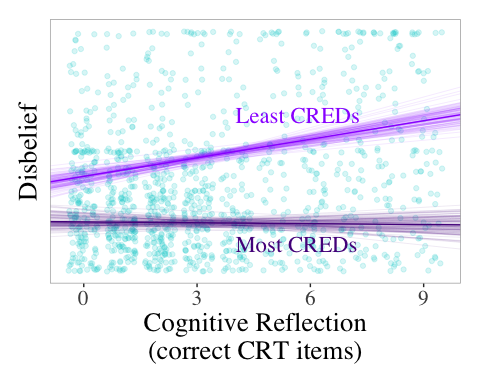 Disbelief
Least CREDs
Most CREDs
0 3 6 9
Cognitive Reflection
(correct CRT items)